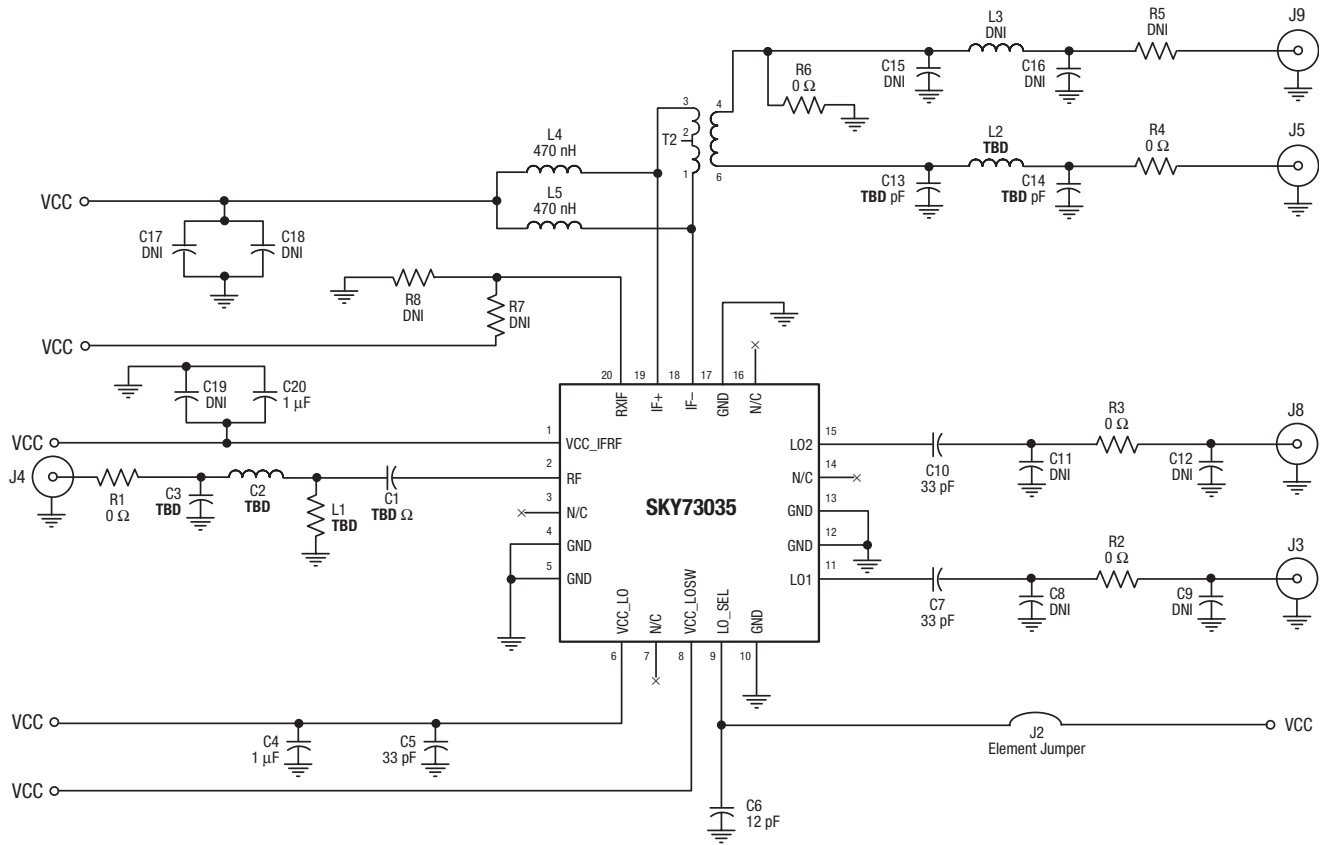 L3
DNI
R5
DNI
J9
C15
DNI
C16
DNI
R6
0 Ω
3
2
1
T2
4
6
L2
TBD
R4
0 Ω
J5
C13
TBD pF
C14
TBD pF
L4
470 nH
L5
470 nH
VCC
C17
DNI
C18
DNI
R8
DNI
R7
DNI
VCC
C19
DNI
C20
1 μF
VCC
J4
R1
0 Ω
C3
TBD
C2
TBD
L1
TBD
C1
TBD Ω
20
19
18
17
16
RXIF
IF+
IF–
GND
N/C
1
VCC_IFRF
2
RF
3
N/C
4
GND
5
GND
SKY73035
15
LO2
14
N/C
13
GND
12
GND
11
LO1
VCC_LO
N/C
VCC_LOSW
LO_SEL
GND
6
7
8
9
10
C10
33 pF
C11
DNI
R3
0 Ω
C12
DNI
J8
C7
33 pF
C8
DNI
R2
0 Ω
C9
DNI
J3
VCC
C4
1 μF
C5
33 pF
VCC
J2
Element Jumper
VCC
C6
12 pF